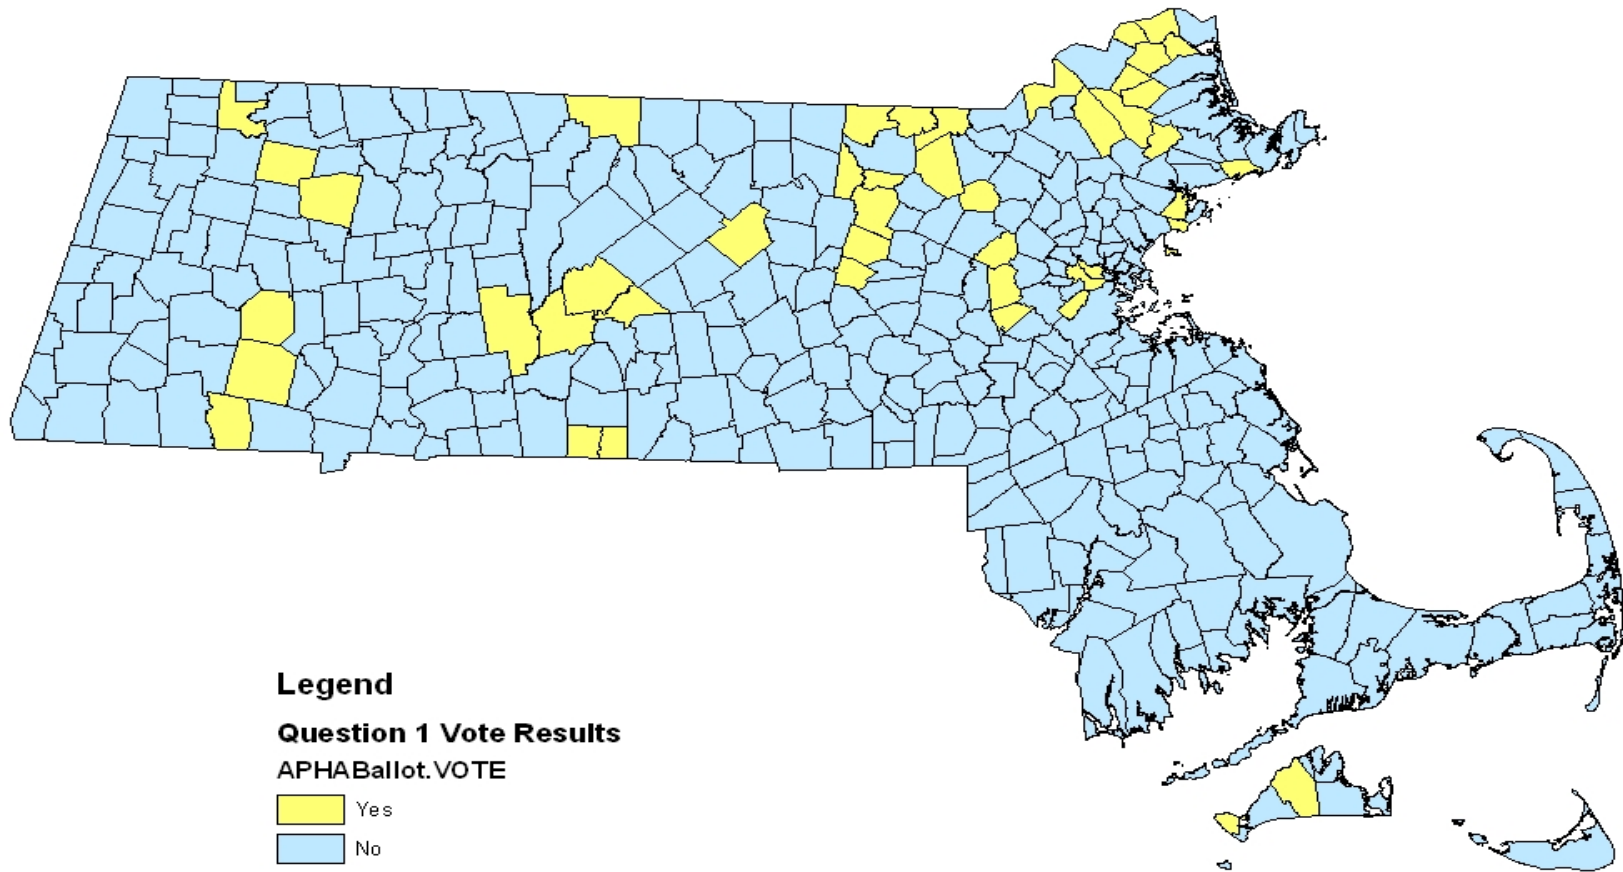 Legend
Question 1 Vote Results
APHABallot.VOTE
Yes
No